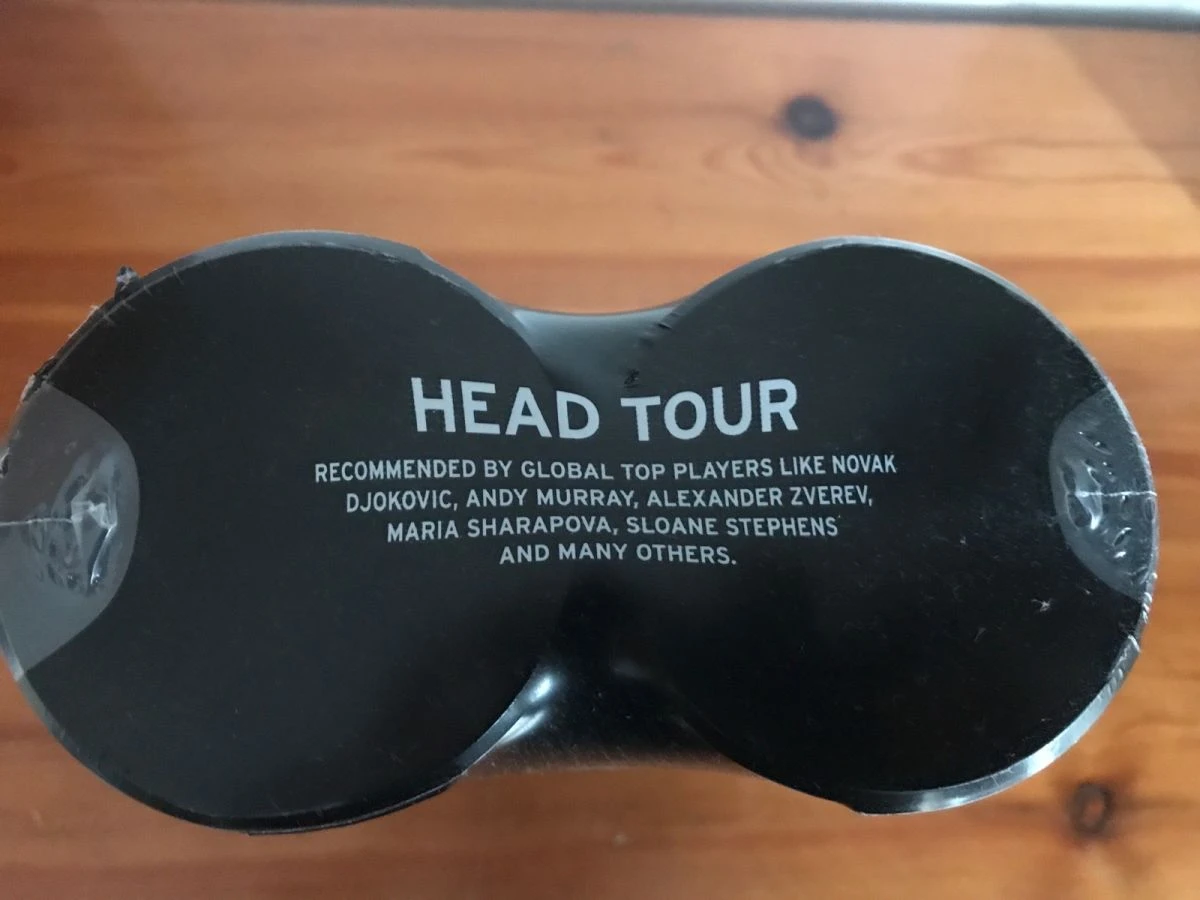 HEAD TOUR
RECOMMENDED BY GLOBAL TOP PLAYERS LIKE NOVAK
DJOKOVIC, ANDY MURRAY, ALEXANDER ZVEREV,
MARIA SHARAPOVA, SLOANE STEPHENS
AND MANY OTHERS.